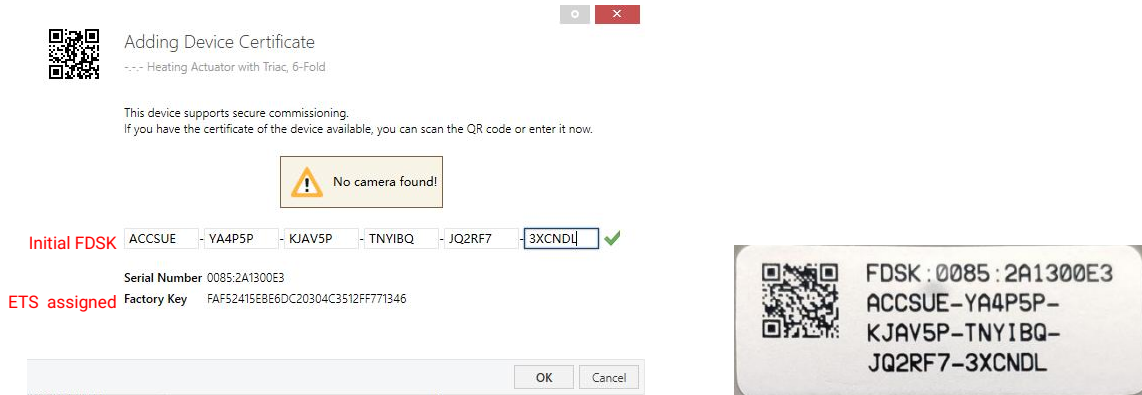 Adding Device Certificate
-.-.- Heating Actuator with Triac, 6-Fold
This device supports secure commissioning.
If you have the certificate of the device available, you can scan the QR code or enter it now.
No camera found!
Initial FDSK ACCSUE - YA4P5P - KJAV5P - TNYIBQ - JQ2RF7 - 3XCNDL
Serial Number 0085:2A1300E3
ETS assigned Factory Key FAF52415EBE6DC20304C3512FF771346
OK Cancel
FDSK:0085:2A1300E3
ACCSUE-YA4P5P-
KJAV5P-TNYIBQ-
JQ2RF7-3XCNDL